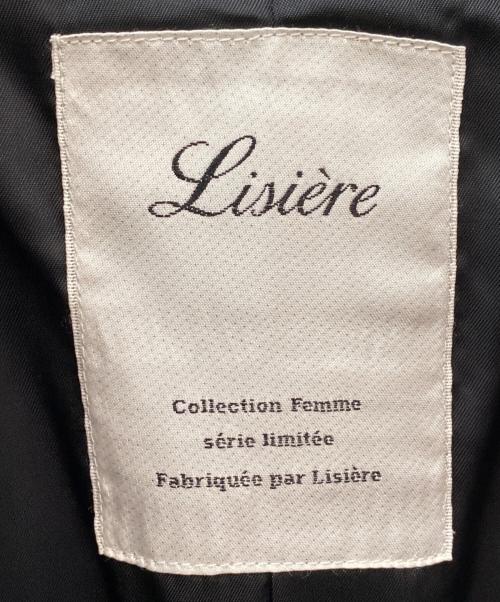 Lisière
Collection Femme
série limitée
Fabriquée par Lisière